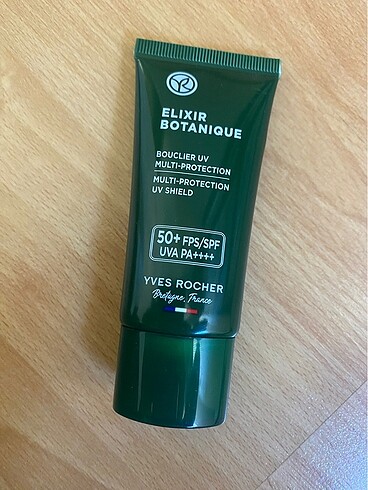 YR
ELIXIR
BOTANIQUE
BOUCLIER UV
MULTI-PROTECTION
MULTI-PROTECTION
UV SHIELD
50+ FPS/SPF
UVA PA++++
YVES ROCHER
Bretagne, France